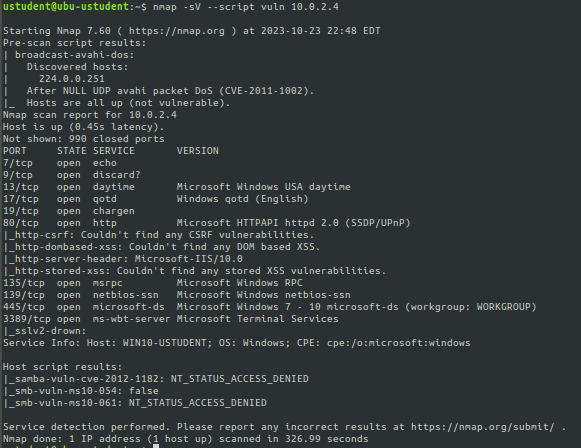 ustudent@ubu-ustudent:~$ nmap -sV --script vuln 10.0.2.4
Starting Nmap 7.60 ( https://nmap.org ) at 2023-10-23 22:48 EDT
Pre-scan script results:
| broadcast-avahi-dos:
|   Discovered hosts:
|     224.0.0.251
|   After NULL UDP avahi packet DoS (CVE-2011-1002).
|_  Hosts are all up (not vulnerable).
Nmap scan report for 10.0.2.4
Host is up (0.45s latency).
Not shown: 990 closed ports
PORT     STATE SERVICE       VERSION
7/tcp    open  echo
9/tcp    open  discard?
13/tcp   open  daytime       Microsoft Windows USA daytime
17/tcp   open  qotd          Windows qotd (English)
19/tcp   open  chargen
80/tcp   open  http          Microsoft HTTPAPI httpd 2.0 (SSDP/UPnP)
|_http-csrf: Couldn't find any CSRF vulnerabilities.
|_http-dombased-xss: Couldn't find any DOM based XSS.
|_http-server-header: Microsoft-IIS/10.0
|_http-stored-xss: Couldn't find any stored XSS vulnerabilities.
135/tcp  open  msrpc         Microsoft Windows RPC
139/tcp  open  netbios-ssn   Microsoft Windows netbios-ssn
445/tcp  open  microsoft-ds  Microsoft Windows 7 - 10 microsoft-ds (workgroup: WORKGROUP)
3389/tcp open  ms-wbt-server Microsoft Terminal Services
|_sslv2-drown:
Service Info: Host: WIN10-USTUDENT; OS: Windows; CPE: cpe:/o:microsoft:windows
Host script results:
|_samba-vuln-cve-2012-1182: NT_STATUS_ACCESS_DENIED
|_smb-vuln-ms10-054: false
|_smb-vuln-ms10-061: NT_STATUS_ACCESS_DENIED
Service detection performed. Please report any incorrect results at https://nmap.org/submit/ .
Nmap done: 1 IP address (1 host up) scanned in 326.99 seconds